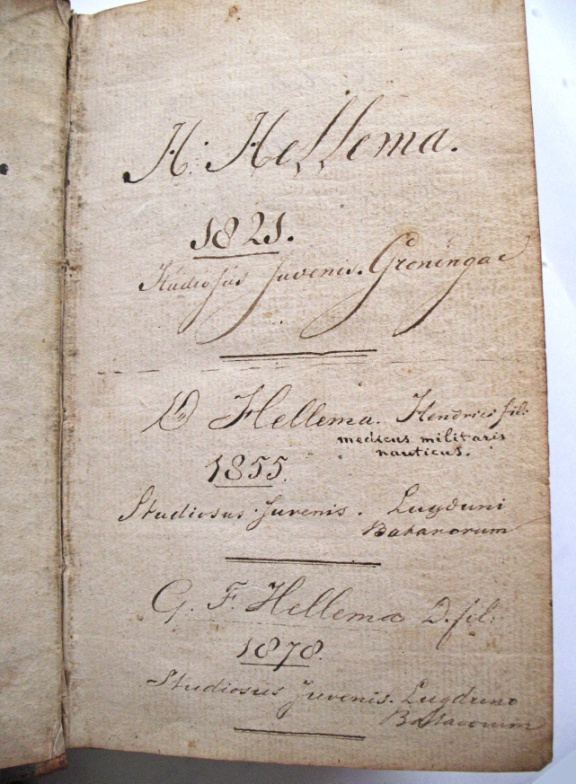 H. Hellema.
1821.
Studiosus Juvenis. Groningae
D Hellema. Hendrici fil:
medicus militaris
nauticus.
1855.
Studiosus Juvenis. Lugduni
Batavorum
G. F. Hellema D. fil:
1878.
Studiosus Juvenis. Lugduno
Batavorum